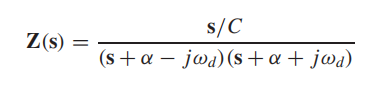 Z(s) = s/C / (s + α − jω_d)(s + α + jω_d)